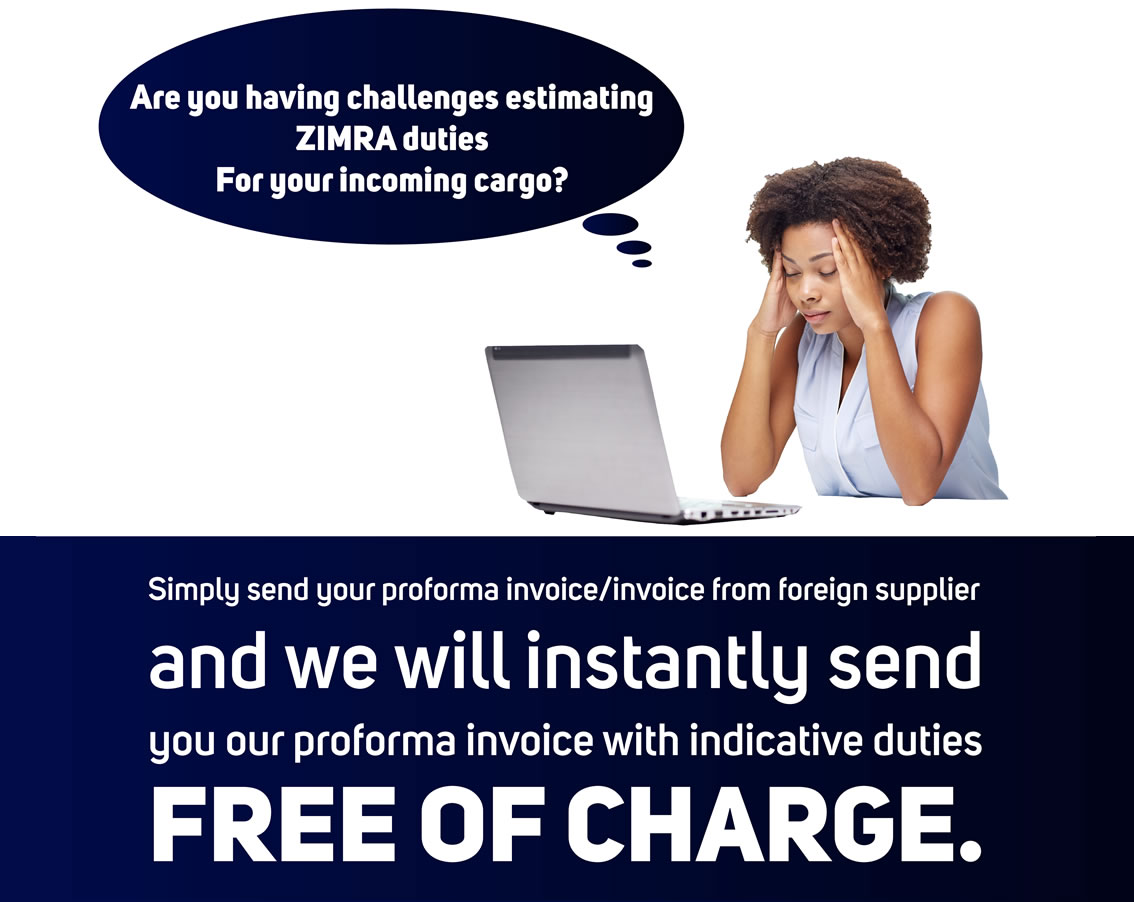 Are you having challenges estimating
ZIMRA duties
For your incoming cargo?
Simply send your proforma invoice/invoice from foreign supplier
and we will instantly send
you our proforma invoice with indicative duties
FREE OF CHARGE.